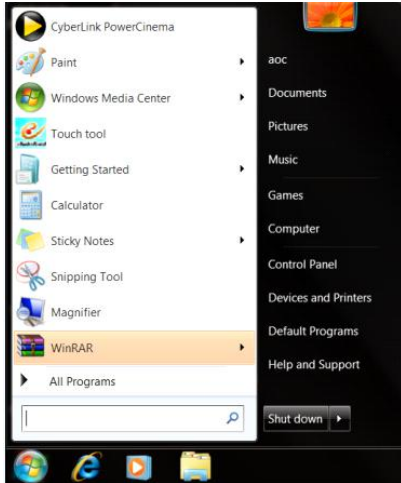 CyberLink PowerCinema
Paint
Windows Media Center
Touch tool
Getting Started
Calculator
Sticky Notes
Snipping Tool
Magnifier
WinRAR
All Programs
aoc
Documents
Pictures
Music
Games
Computer
Control Panel
Devices and Printers
Default Programs
Help and Support
Shut down